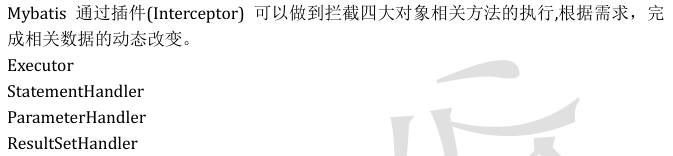 Mybatis 通过插件(Interceptor) 可以做到拦截四大对象相关方法的执行,根据需求，完
成相关数据的动态改变。
Executor
StatementHandler
ParameterHandler
ResultSetHandler